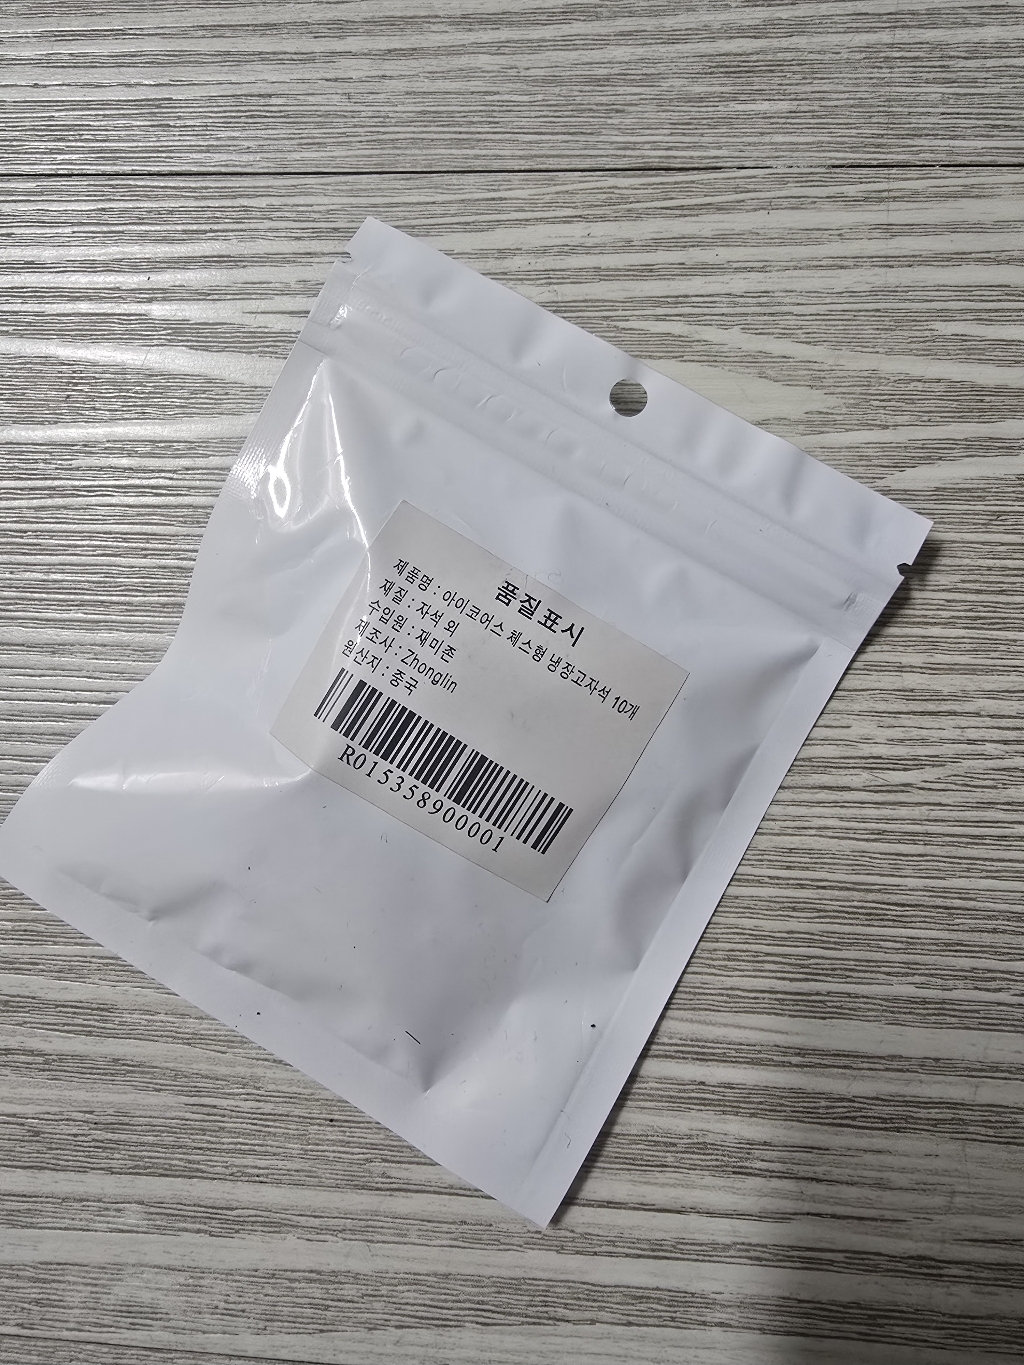 품질표시
제품명 : 아이코어스 체스형 냉장고자석 10개
재질 : 자석 외
수입원 : 재미존
제조사 : Zhonglin
원산지 : 중국
R015358900001